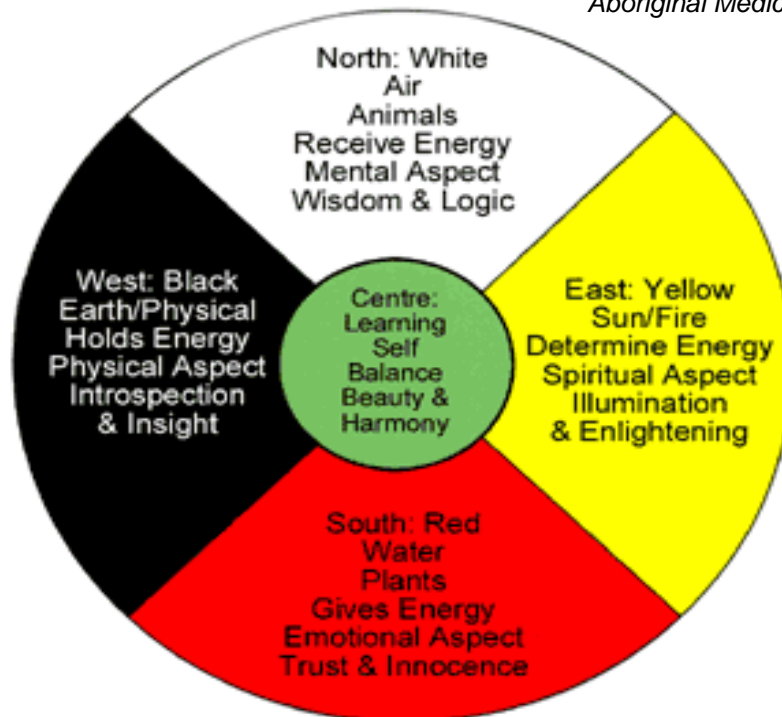 Aboriginal
North: White
Air
Animals
Receive Energy
Mental Aspect
Wisdom & Logic
West: Black
Earth/Physical
Holds Energy
Physical Aspect
Introspection
& Insight
Centre:
Learning
Self
Balance
Beauty &
Harmony
East: Yellow
Sun/Fire
Determine Energy
Spiritual Aspect
Illumination
& Enlightening
South: Red
Water
Plants
Gives Energy
Emotional Aspect
Trust & Innocence